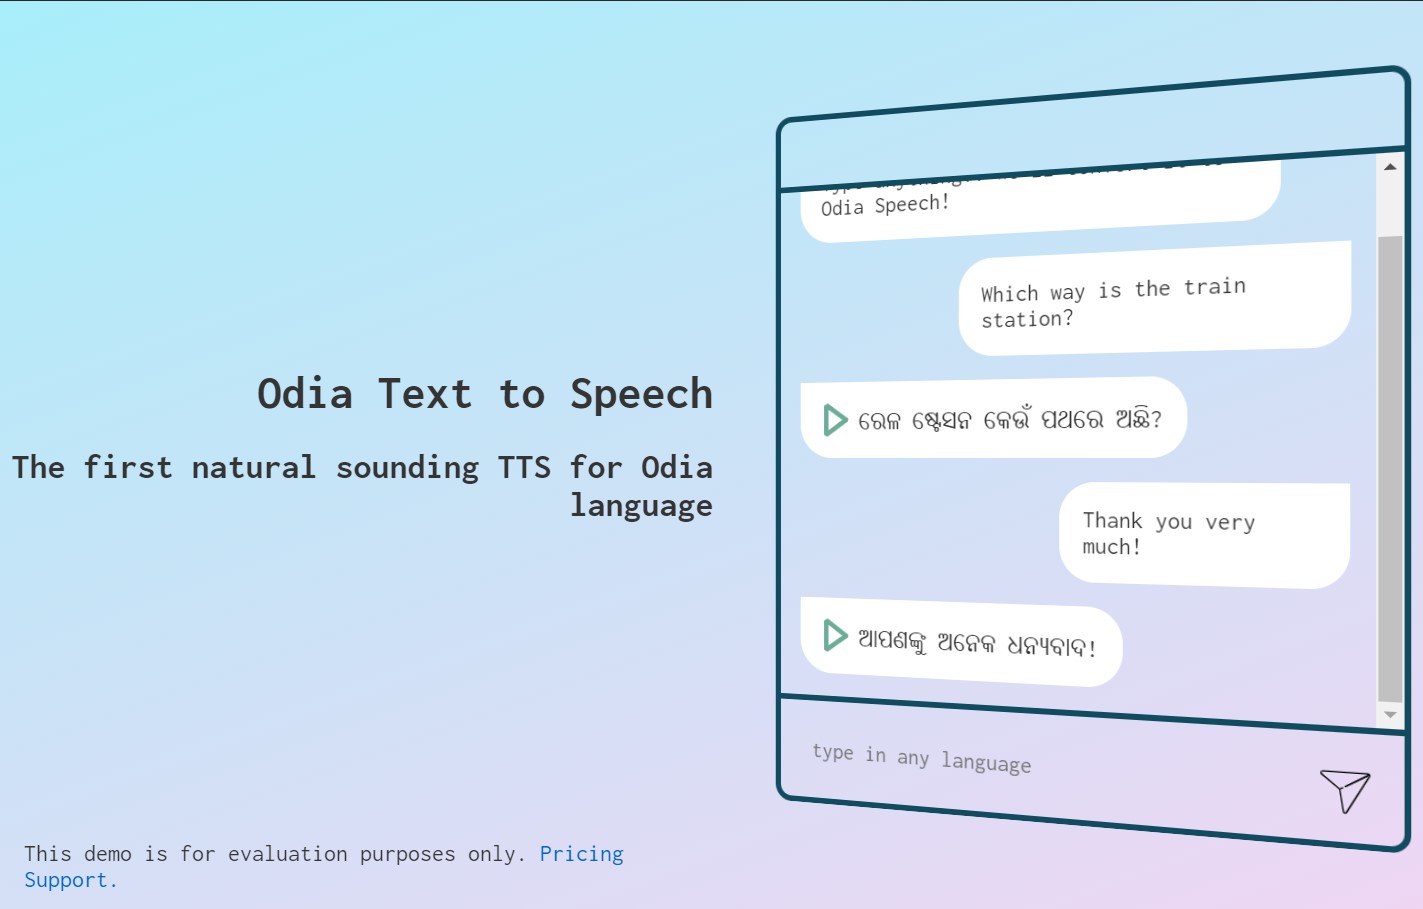 Odia Text to Speech
The first natural sounding TTS for Odia
language
This demo is for evaluation purposes only. Pricing
Support.
Odia Speech!
Which way is the train
station?
ରେଳ ଷ୍ଟେସନ କେଉଁ ପଥରେ ଅଛି?
Thank you very
much!
ଆପଣଙ୍କୁ ଅନେକ ଧନ୍ୟବାଦ!
type in any language